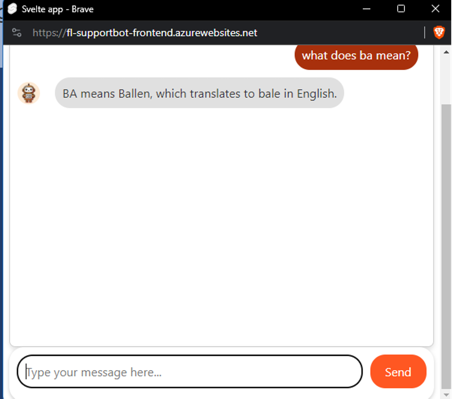 Svelte app - Brave
https://fl-supportbot-frontend.azurewebsites.net
what does ba mean?
BA means Ballen, which translates to bale in English.
Type your message here...
Send